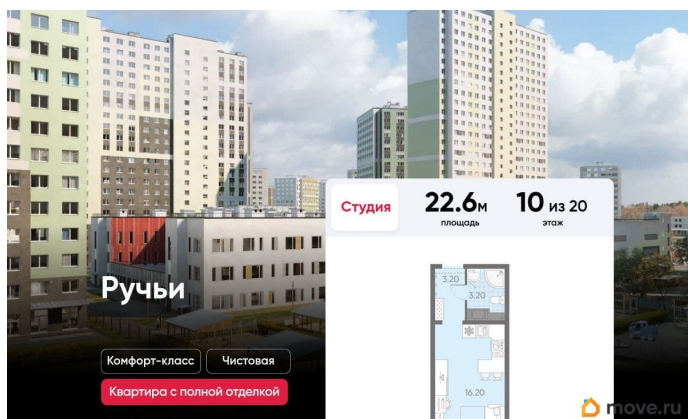 Студия
22.6м
площадь
10 из 20
этаж
3.20
3.20
16.20
Ручьи
Комфорт-класс
Чистовая
Квартира с полной отделкой
move.ru